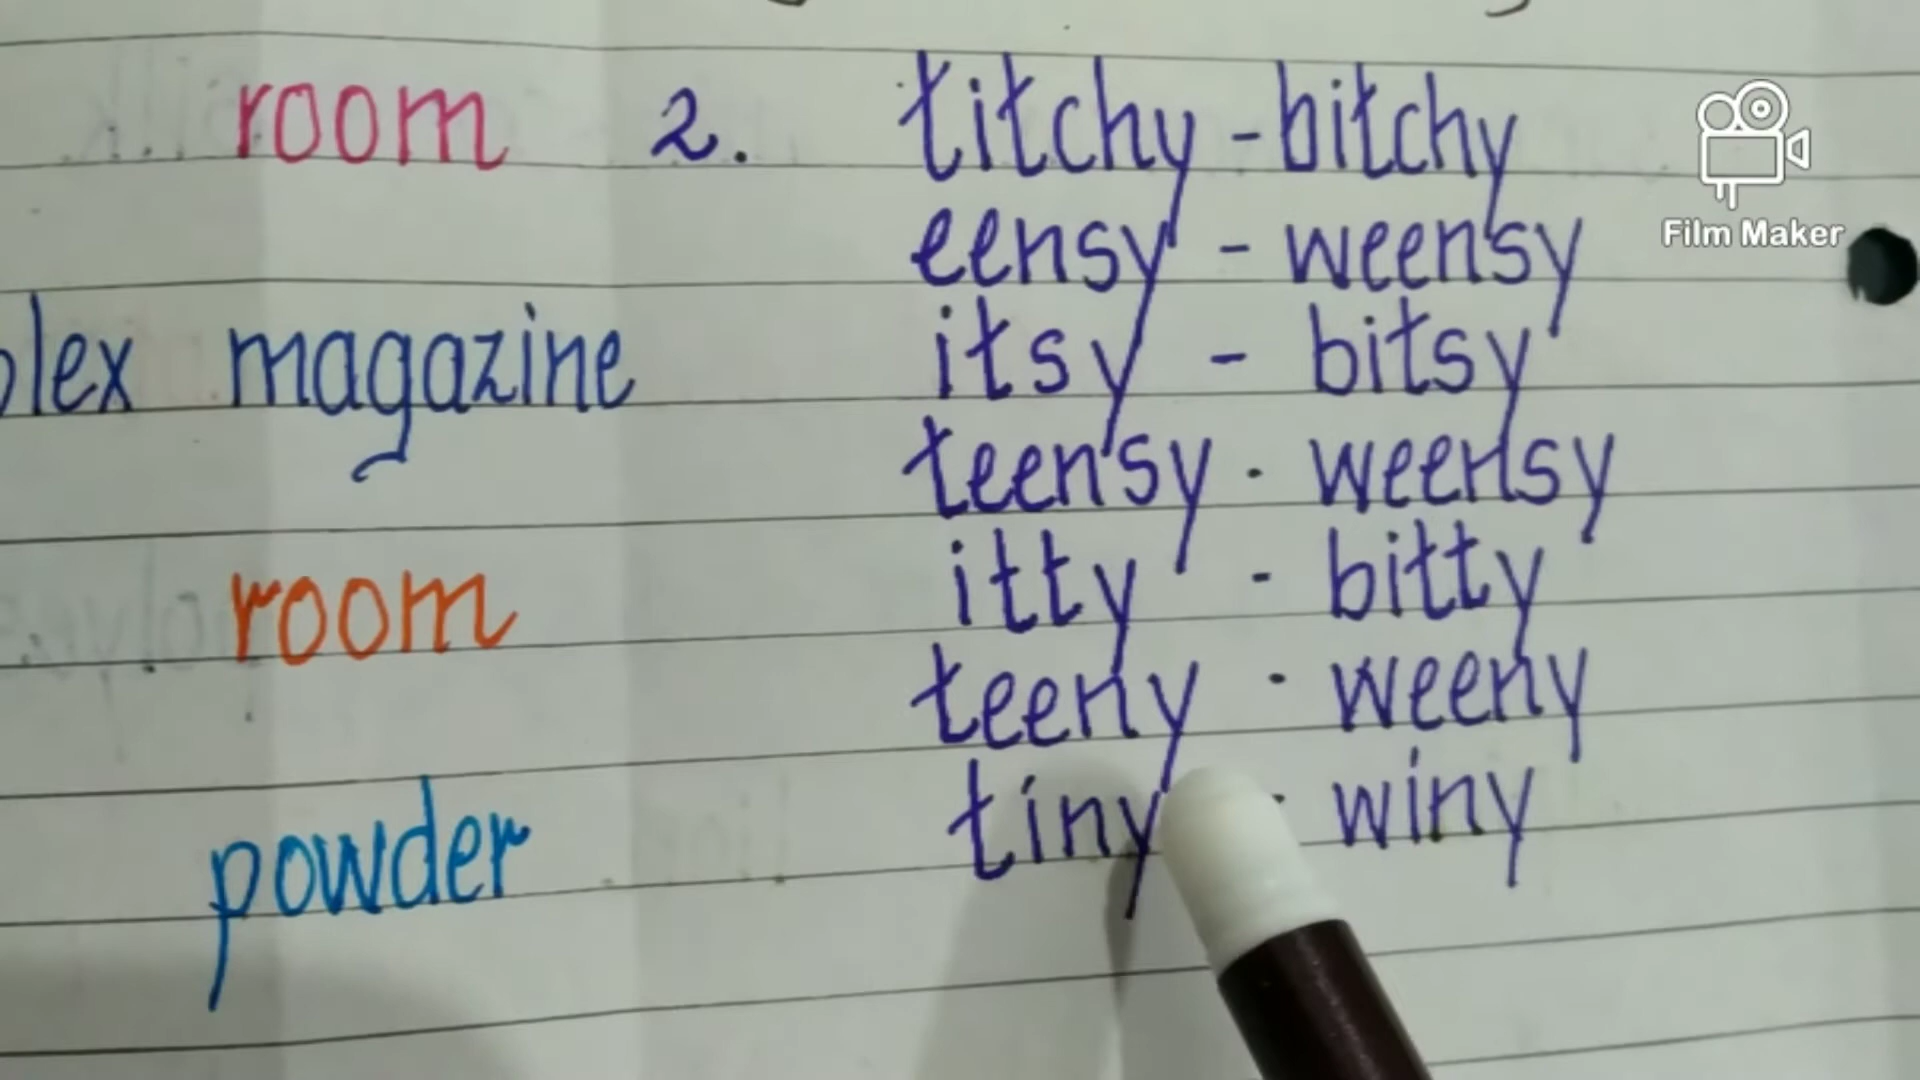 room 2. titchy - bitchy
eensy - weensy
magazine itsy - bitsy
teensy - weensy
room itty - bitty
teeny - weeny
powder tiny - winy
Film Maker